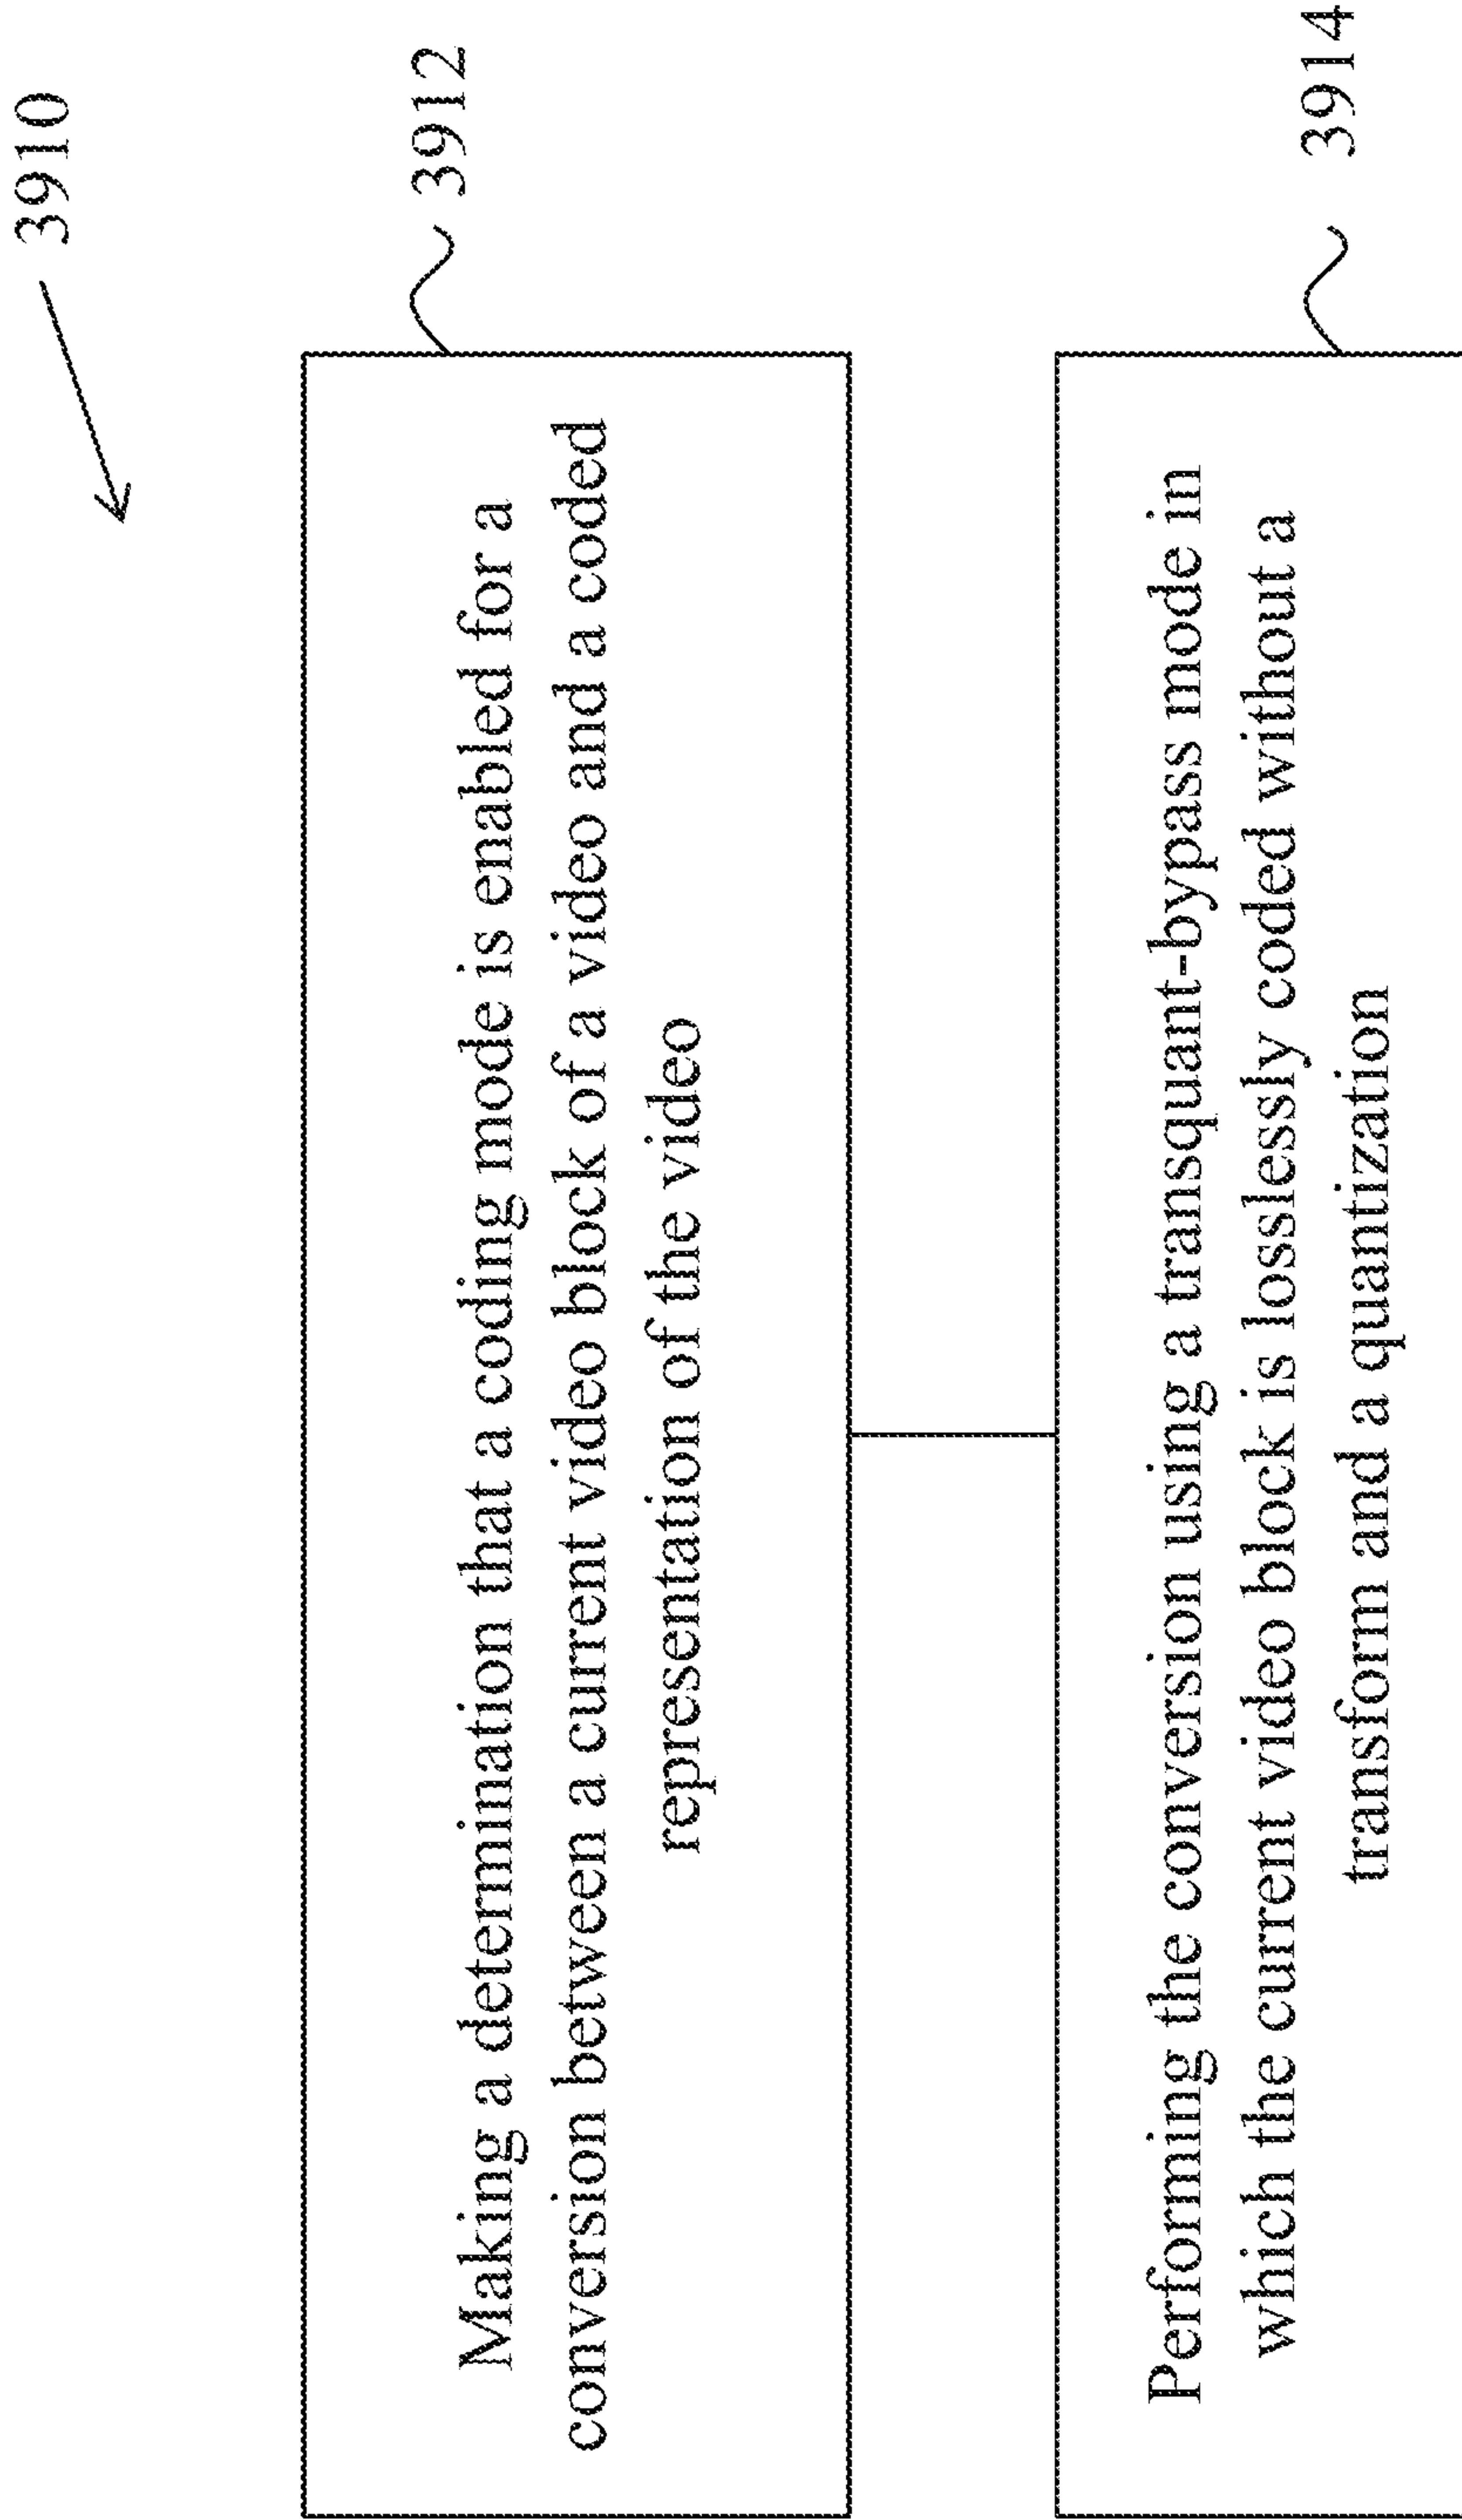 3910
3912
Making a determination that a coding mode is enabled for a
conversion between a current video block of a video and a coded
representation of the video
3914
Performing the conversion using a transquant-bypass mode in
which the current video block is losslessly coded without a
transform and a quantization